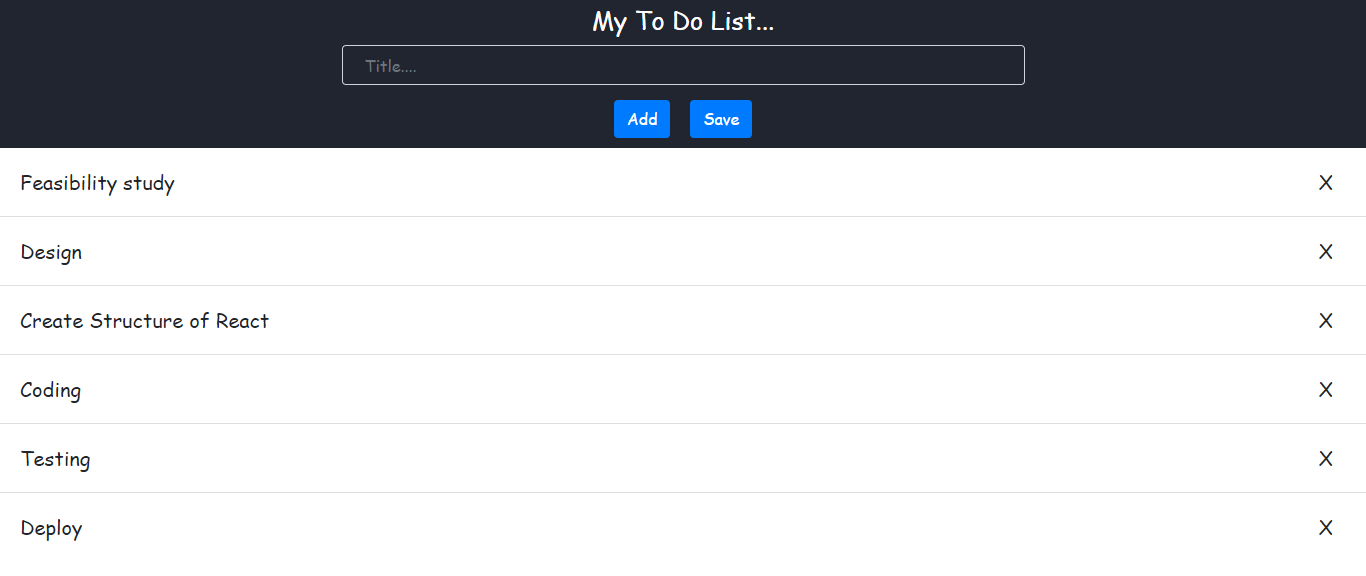 My To Do List...
Title....
Add Save
Feasibility study X
Design X
Create Structure of React X
Coding X
Testing X
Deploy X